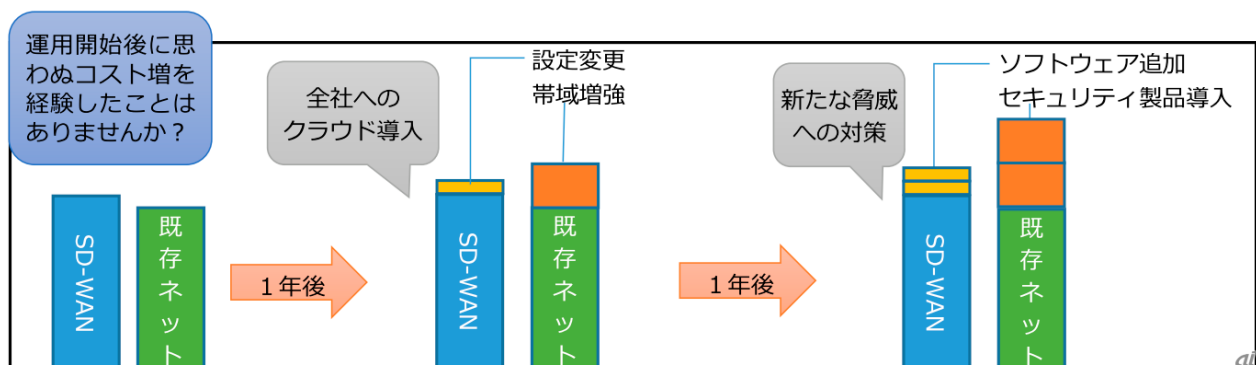 運用開始後に思
わぬコスト増を
経験したことは
ありませんか？
全社への
クラウド導入
設定変更
帯域増強
新たな脅威
への対策
ソフトウェア追加
セキュリティ製品導入
SD-WAN
既存ネット
１年後
SD-WAN
既存ネット
１年後
SD-WAN
既存ネット